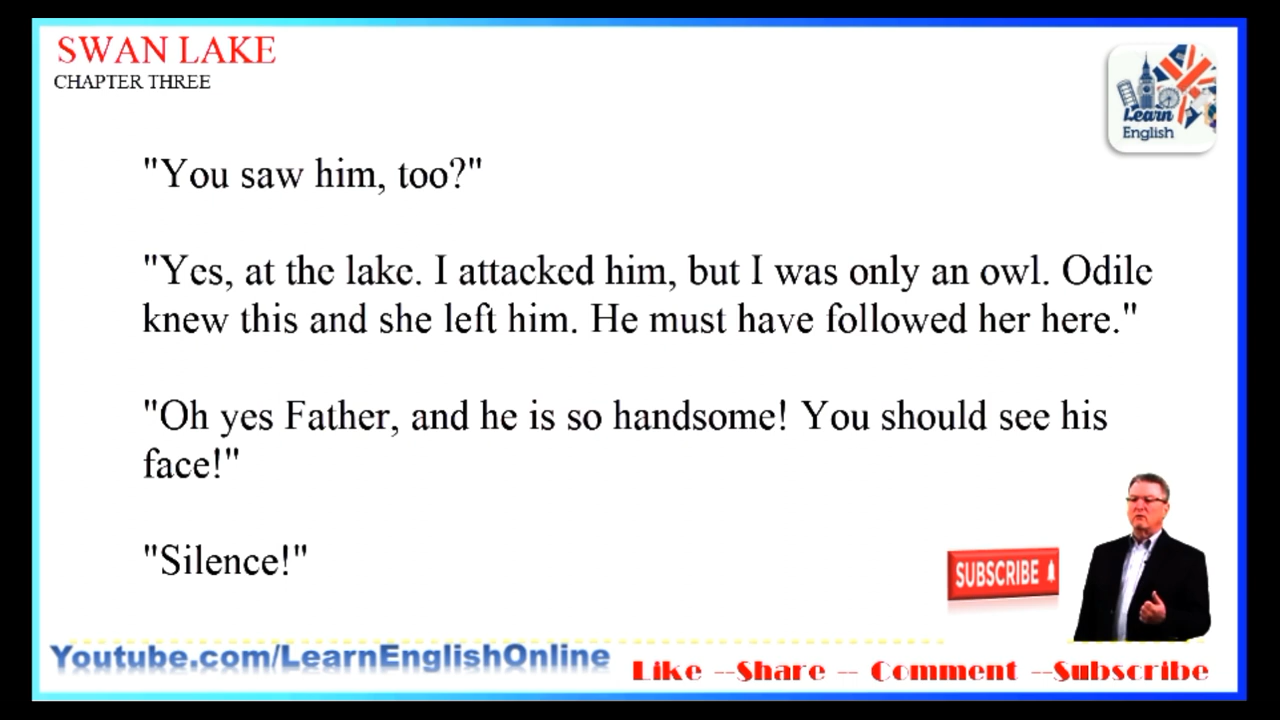 SWAN LAKE
CHAPTER THREE
Learn
English
"You saw him, too?"
"Yes, at the lake. I attacked him, but I was only an owl. Odile
knew this and she left him. He must have followed her here."
"Oh yes Father, and he is so handsome! You should see his
face!"
"Silence!"
SUBSCRIBE
Youtube.com/LearnEnglishOnline
Like --Share -- Comment --Subscribe